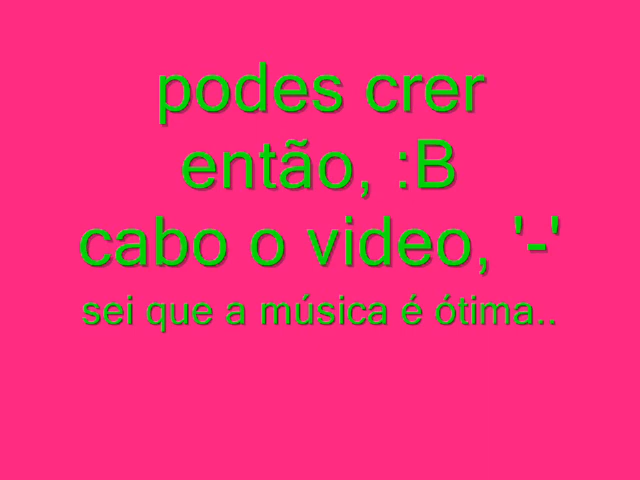 podes crer
então, :B
cabo o video, '-'
sei que a música é ótima..